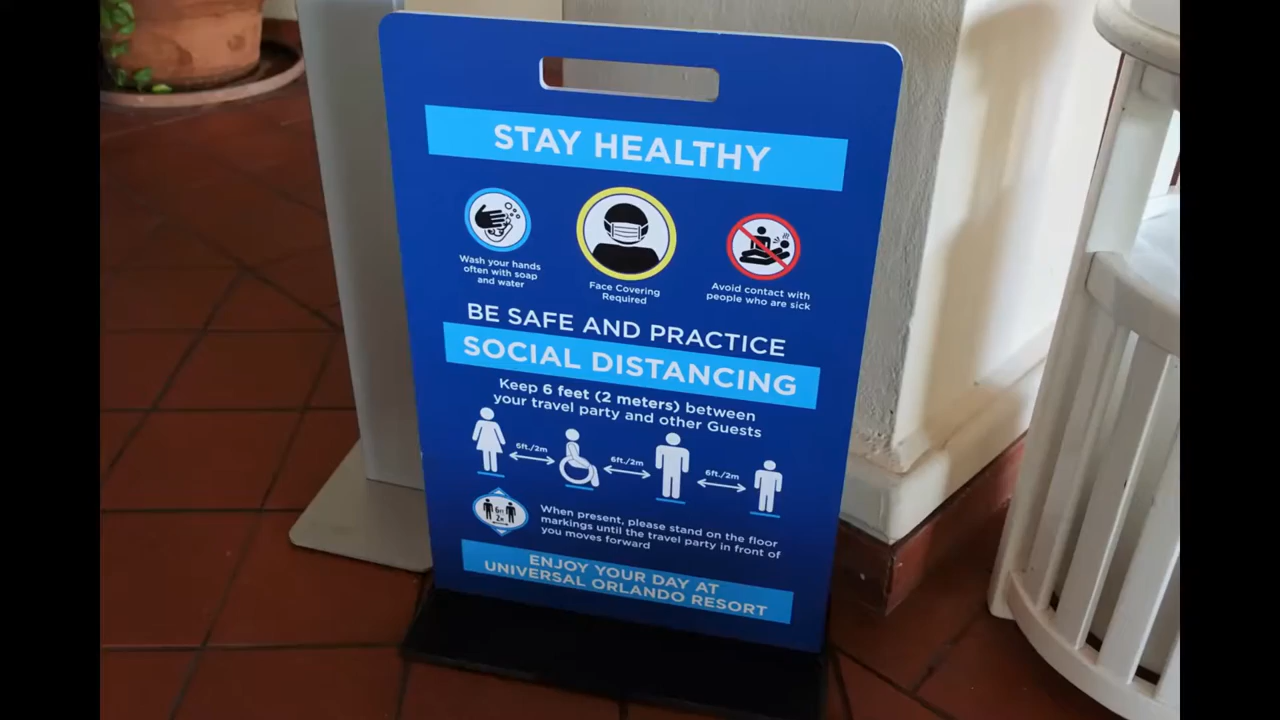 STAY HEALTHY
Wash your hands
often with soap
and water
Face Covering
Required
Avoid contact with
people who are sick
BE SAFE AND PRACTICE
SOCIAL DISTANCING
Keep 6 feet (2 meters) between
your travel party and other Guests
6ft./2m
6ft./2m
6ft./2m
6ft
2m
When present, please stand on the floor
markings until the travel party in front of
you moves forward
ENJOY YOUR DAY AT
UNIVERSAL ORLANDO RESORT